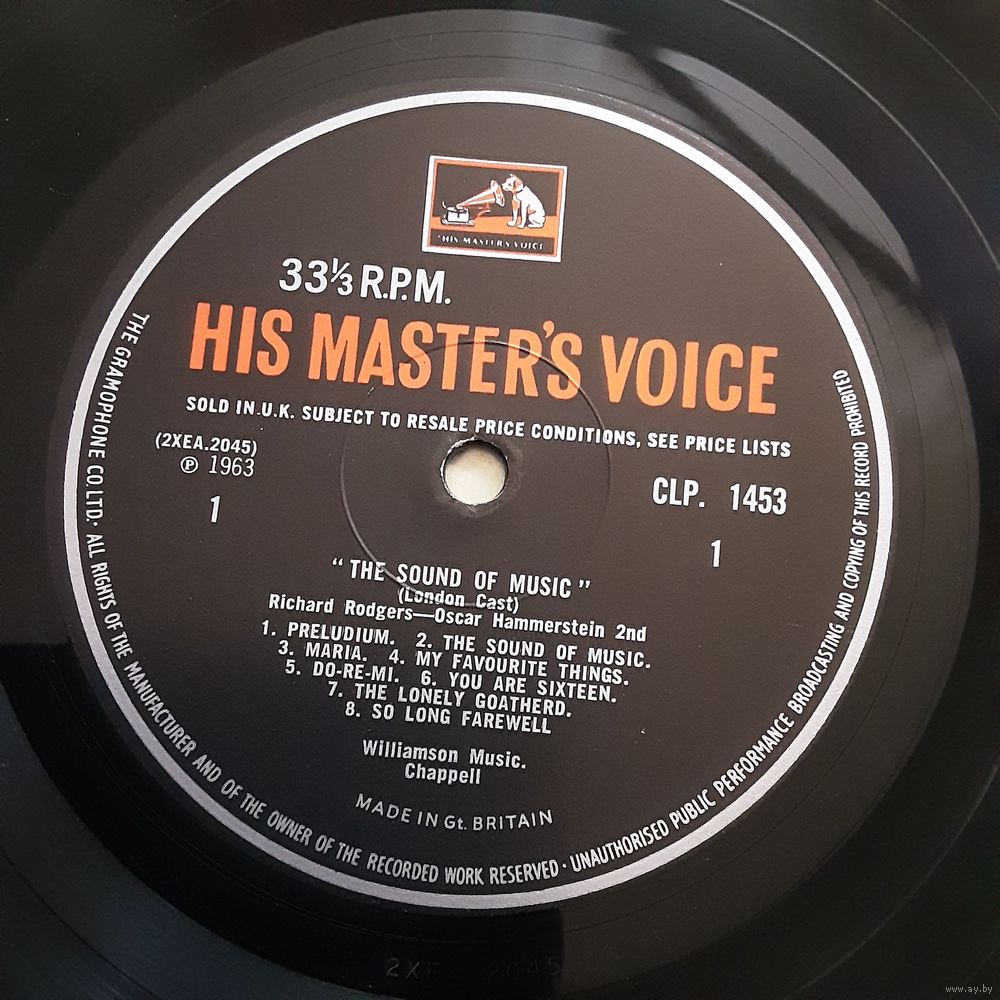 "HIS MASTER'S VOICE"
33⅓ R.P.M.
HIS MASTER'S VOICE
SOLD IN U.K. SUBJECT TO RESALE PRICE CONDITIONS, SEE PRICE LISTS
(2XEA.2045)
℗ 1963
1
CLP. 1453
1
"THE SOUND OF MUSIC"
(London Cast)
Richard Rodgers—Oscar Hammerstein 2nd
1. PRELUDIUM. 2. THE SOUND OF MUSIC.
3. MARIA. 4. MY FAVOURITE THINGS.
5. DO-RE-MI. 6. YOU ARE SIXTEEN.
7. THE LONELY GOATHERD.
8. SO LONG FAREWELL
Williamson Music.
Chappell
MADE IN Gt. BRITAIN
THE GRAMOPHONE CO. LTD. · ALL RIGHTS OF THE MANUFACTURER AND OF THE OWNER OF THE RECORDED WORK RESERVED · UNAUTHORISED PUBLIC PERFORMANCE BROADCASTING AND COPYING OF THIS RECORD PROHIBITED
2045
www.ay.by